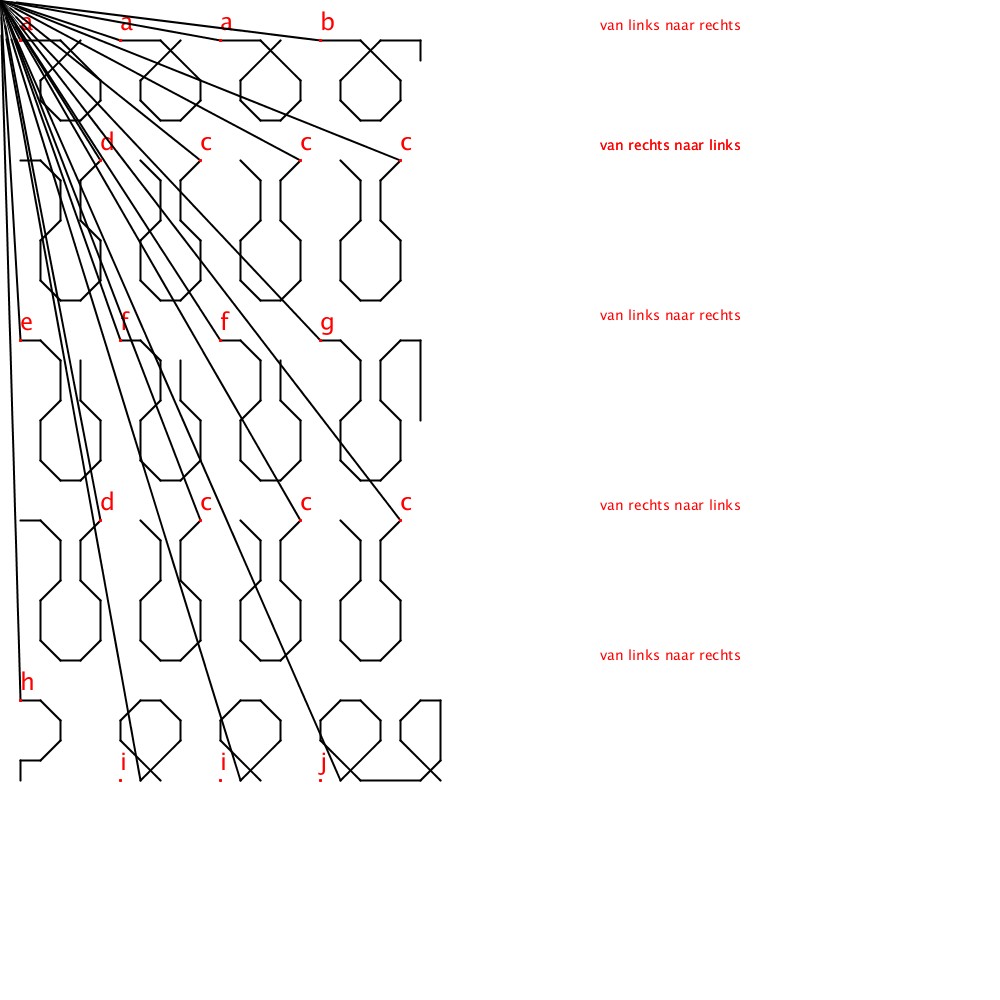 a a a b van links naar rechts
d c c c van rechts naar links
e f f g van links naar rechts
d c c c van rechts naar links
van links naar rechts
h
i i j